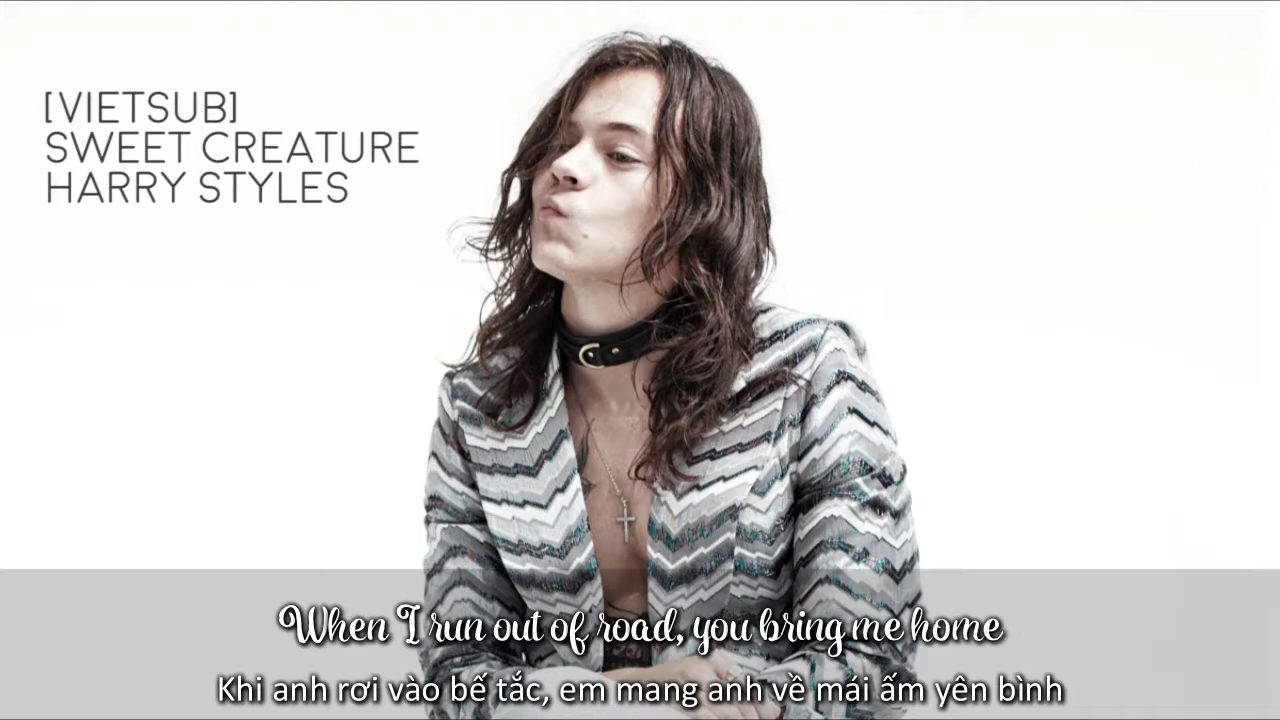 [VIETSUB]
SWEET CREATURE
HARRY STYLES
When I run out of road, you bring me home
Khi anh rơi vào bế tắc, em mang anh về mái ấm yên bình